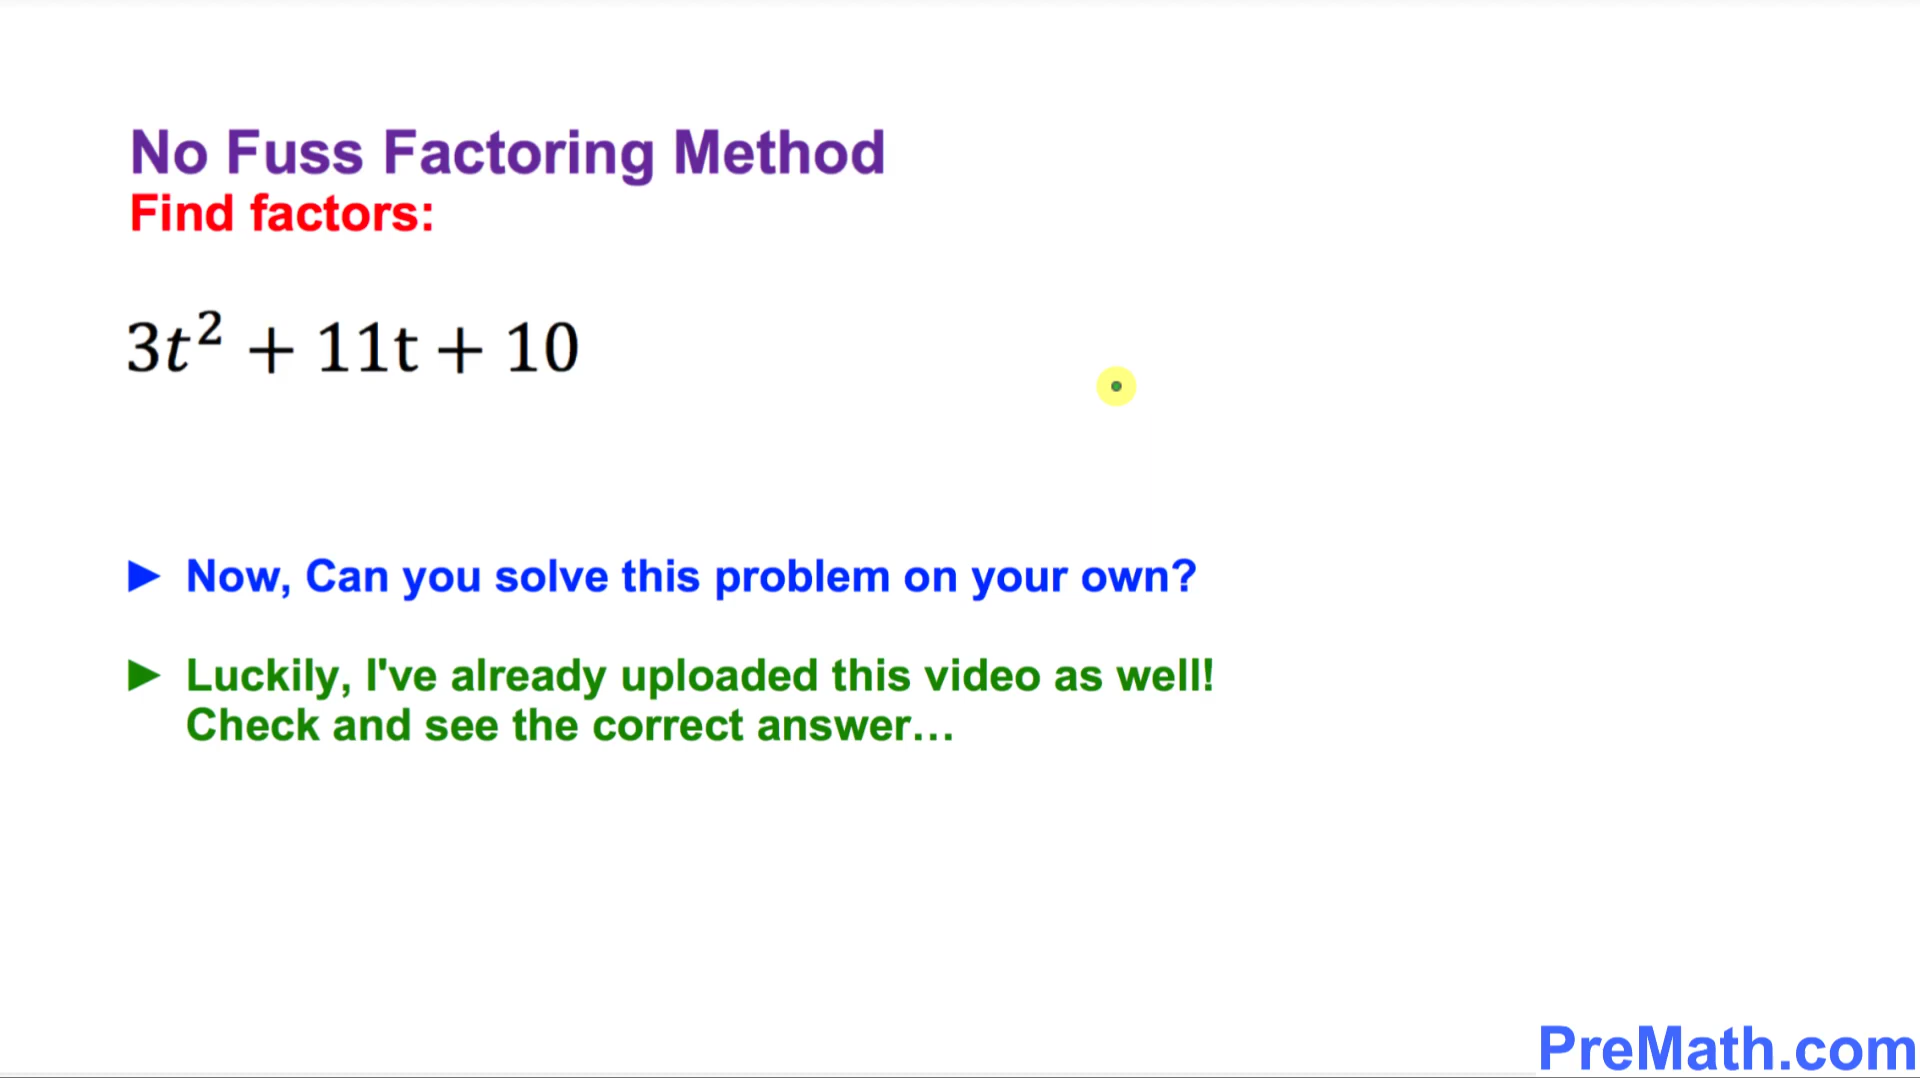 No Fuss Factoring Method
Find factors:
3t² + 11t + 10
► Now, Can you solve this problem on your own?
► Luckily, I've already uploaded this video as well!
Check and see the correct answer...
PreMath.com